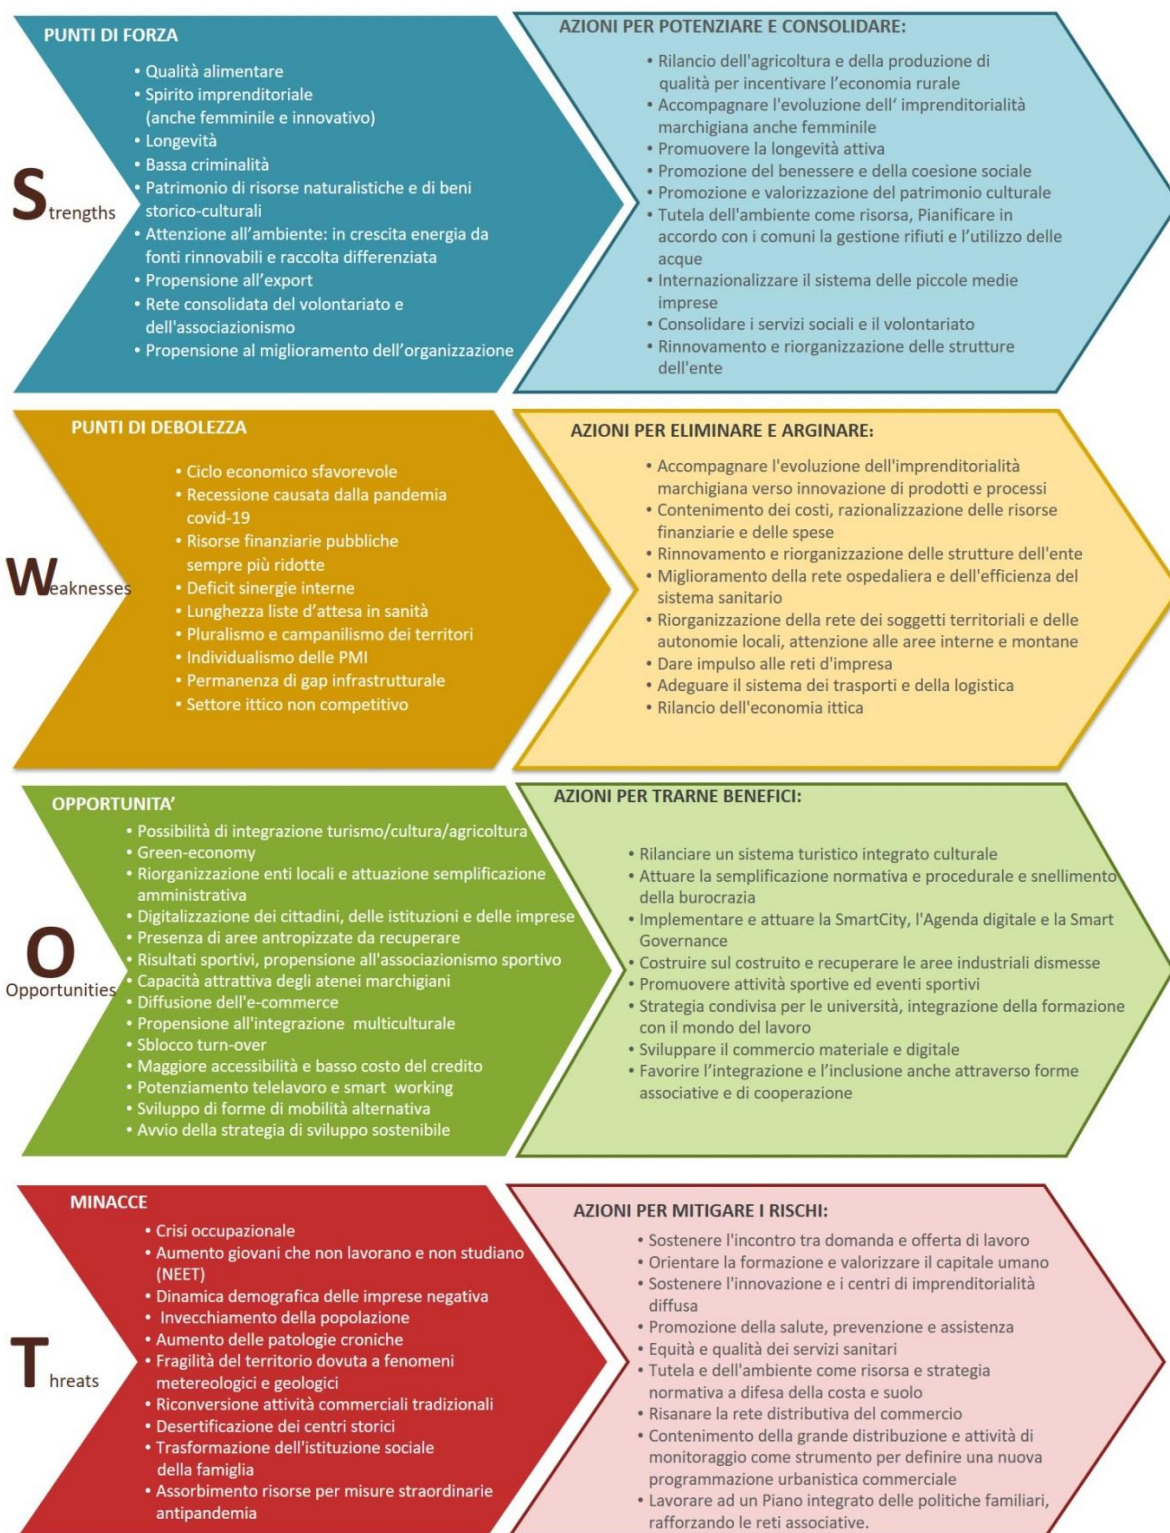 PUNTI DI FORZA
• Qualità alimentare
• Spirito imprenditoriale
(anche femminile e innovativo)
• Longevità
• Bassa criminalità
• Patrimonio di risorse naturalistiche e di beni
storico-culturali
• Attenzione all’ambiente: in crescita energia da
fonti rinnovabili e raccolta differenziata
• Propensione all’export
• Rete consolidata del volontariato e
dell'associazionismo
• Propensione al miglioramento dell’organizzazione
Strengths
AZIONI PER POTENZIARE E CONSOLIDARE:
• Rilancio dell'agricoltura e della produzione di
qualità per incentivare l’economia rurale
• Accompagnare l'evoluzione dell‘ imprenditorialità
marchigiana anche femminile
• Promuovere la longevità attiva
• Promozione del benessere e della coesione sociale
• Promozione e valorizzazione del patrimonio culturale
• Tutela dell'ambiente come risorsa, Pianificare in
accordo con i comuni la gestione rifiuti e l’utilizzo delle
acque
• Internazionalizzare il sistema delle piccole medie
imprese
• Consolidare i servizi sociali e il volontariato
• Rinnovamento e riorganizzazione delle strutture
dell'ente
PUNTI DI DEBOLEZZA
• Ciclo economico sfavorevole
• Recessione causata dalla pandemia
covid-19
• Risorse finanziarie pubbliche
sempre più ridotte
• Deficit sinergie interne
• Lunghezza liste d’attesa in sanità
• Pluralismo e campanilismo dei territori
• Individualismo delle PMI
• Permanenza di gap infrastrutturale
• Settore ittico non competitivo
Weaknesses
AZIONI PER ELIMINARE E ARGINARE:
• Accompagnare l'evoluzione dell'imprenditorialità
marchigiana verso innovazione di prodotti e processi
• Contenimento dei costi, razionalizzazione delle risorse
finanziarie e delle spese
• Rinnovamento e riorganizzazione delle strutture dell'ente
• Miglioramento della rete ospedaliera e dell'efficienza del
sistema sanitario
• Riorganizzazione della rete dei soggetti territoriali e delle
autonomie locali, attenzione alle aree interne e montane
• Dare impulso alle reti d'impresa
• Adeguare il sistema dei trasporti e della logistica
• Rilancio dell'economia ittica
OPPORTUNITA’
• Possibilità di integrazione turismo/cultura/agricoltura
• Green-economy
• Riorganizzazione enti locali e attuazione semplificazione
amministrativa
• Digitalizzazione dei cittadini, delle istituzioni e delle imprese
• Presenza di aree antropizzate da recuperare
• Risultati sportivi, propensione all'associazionismo sportivo
• Capacità attrattiva degli atenei marchigiani
• Diffusione dell'e-commerce
• Propensione all'integrazione multiculturale
• Sblocco turn-over
• Maggiore accessibilità e basso costo del credito
• Potenziamento telelavoro e smart working
• Sviluppo di forme di mobilità alternativa
• Avvio della strategia di sviluppo sostenibile
O
Opportunities
AZIONI PER TRARNE BENEFICI:
• Rilanciare un sistema turistico integrato culturale
• Attuare la semplificazione normativa e procedurale e snellimento
della burocrazia
• Implementare e attuare la SmartCity, l'Agenda digitale e la Smart
Governance
• Costruire sul costruito e recuperare le aree industriali dismesse
• Promuovere attività sportive ed eventi sportivi
• Strategia condivisa per le università, integrazione della formazione
con il mondo del lavoro
• Sviluppare il commercio materiale e digitale
• Favorire l’integrazione e l’inclusione anche attraverso forme
associative e di cooperazione
MINACCE
• Crisi occupazionale
• Aumento giovani che non lavorano e non studiano
(NEET)
• Dinamica demografica delle imprese negativa
• Invecchiamento della popolazione
• Aumento delle patologie croniche
• Fragilità del territorio dovuta a fenomeni
metereologici e geologici
• Riconversione attività commerciali tradizionali
• Desertificazione dei centri storici
• Trasformazione dell'istituzione sociale
della famiglia
• Assorbimento risorse per misure straordinarie
antipandemia
Threats
AZIONI PER MITIGARE I RISCHI:
• Sostenere l'incontro tra domanda e offerta di lavoro
• Orientare la formazione e valorizzare il capitale umano
• Sostenere l'innovazione e i centri di imprenditorialità
diffusa
• Promozione della salute, prevenzione e assistenza
• Equità e qualità dei servizi sanitari
• Tutela e dell'ambiente come risorsa e strategia
normativa a difesa della costa e suolo
• Risanare la rete distributiva del commercio
• Contenimento della grande distribuzione e attività di
monitoraggio come strumento per definire una nuova
programmazione urbanistica commerciale
• Lavorare ad un Piano integrato delle politiche familiari,
rafforzando le reti associative.